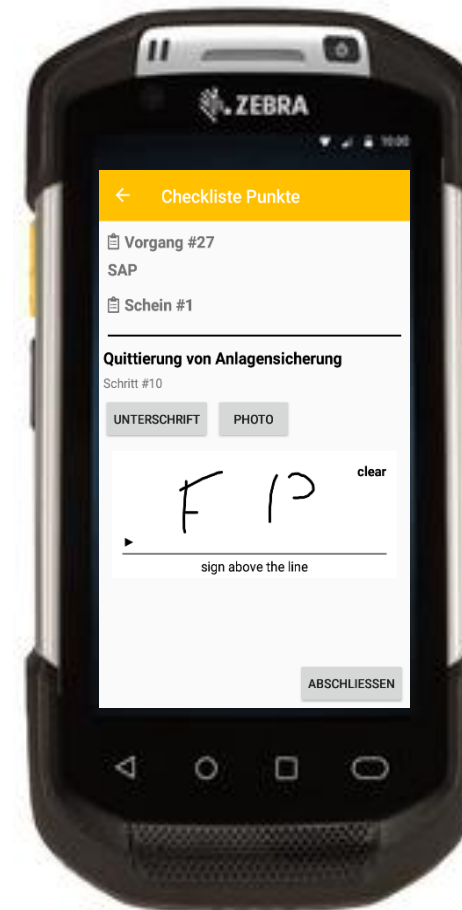 ZEBRA
10:00
Checkliste Punkte
Vorgang #27
SAP
Schein #1
Quittierung von Anlagensicherung
Schritt #10
UNTERSCHRIFT PHOTO
clear
F P
sign above the line
ABSCHLIESSEN